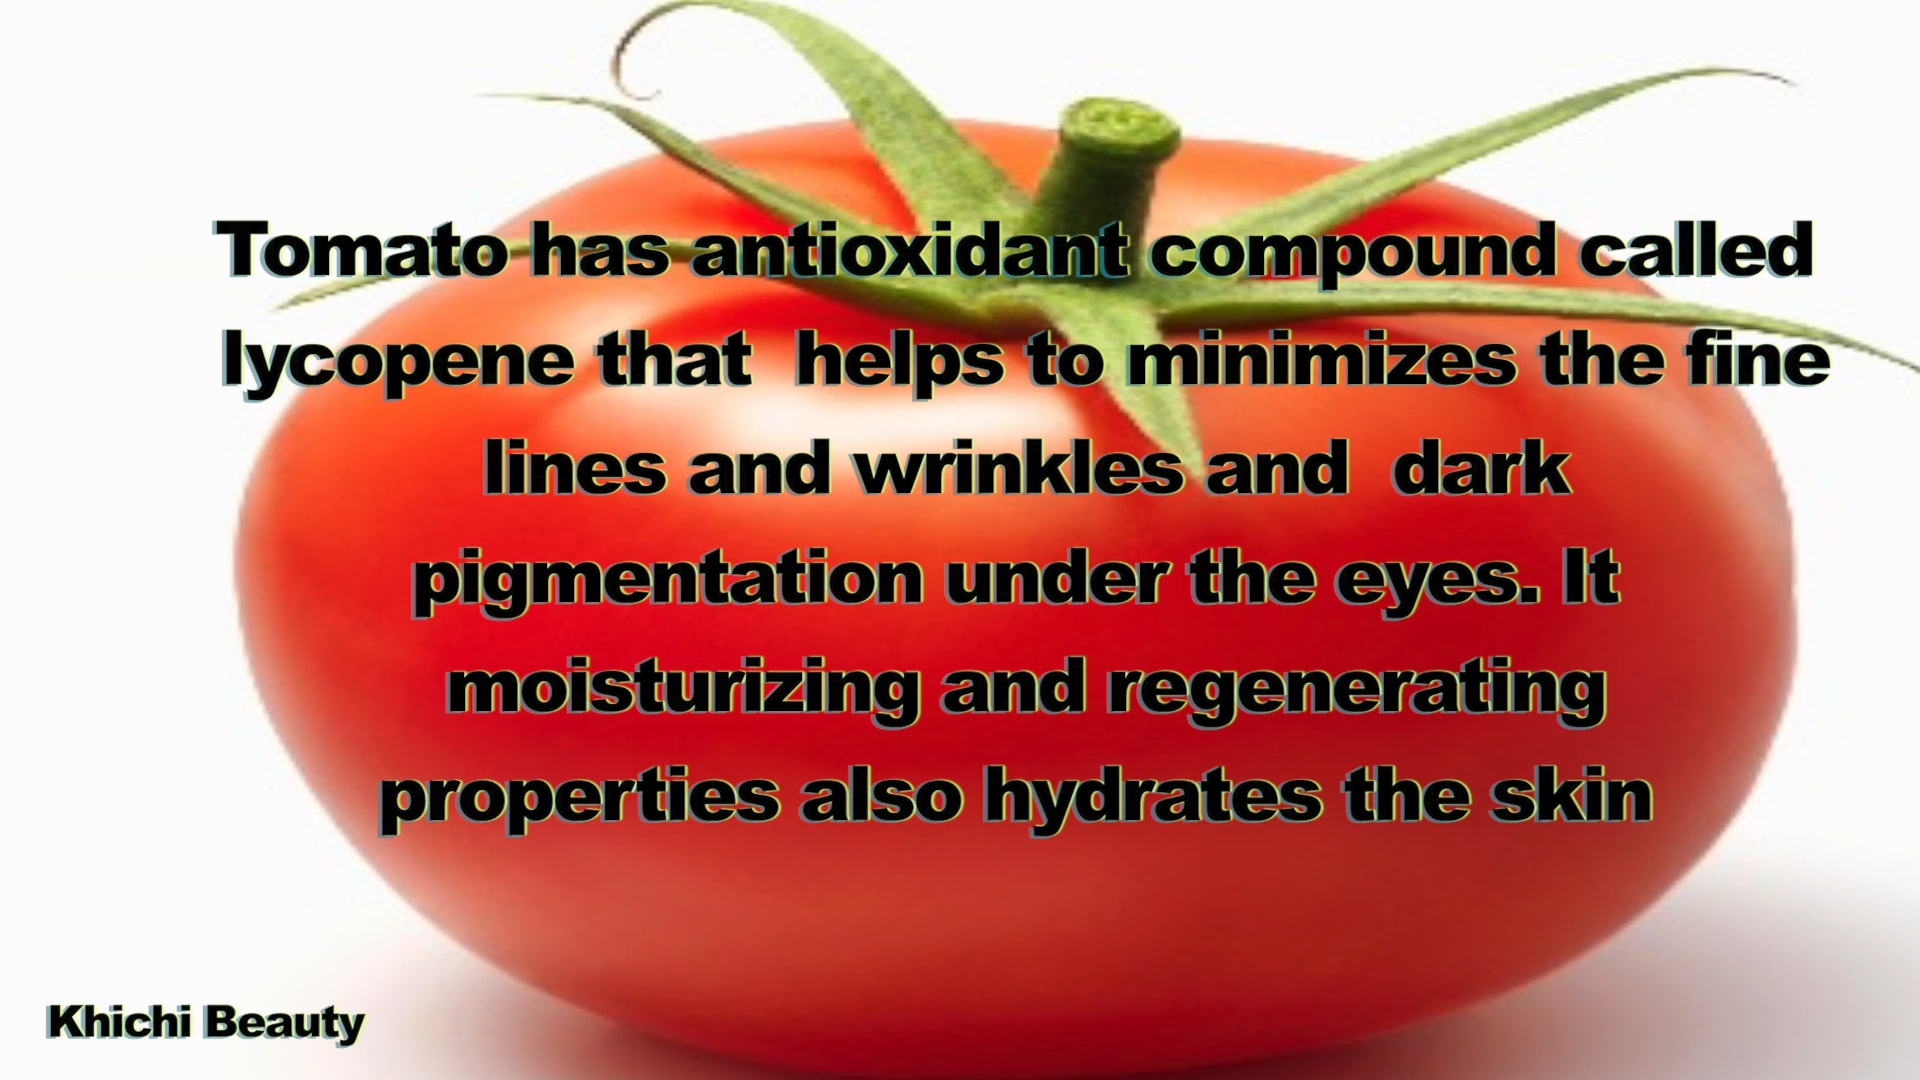 Tomato has antioxidant compound called
lycopene that  helps to minimizes the fine
lines and wrinkles and  dark
pigmentation under the eyes. It
moisturizing and regenerating
properties also hydrates the skin
Khichi Beauty